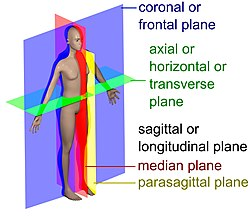 coronal or
frontal plane
axial or
horizontal or
transverse
plane
sagittal or
longitudinal plane
median plane
parasagittal plane